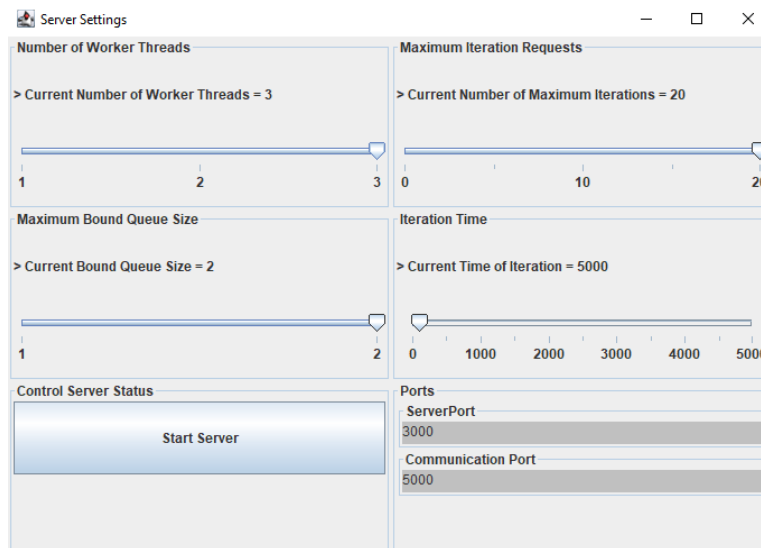 Server Settings
Number of Worker Threads
> Current Number of Worker Threads = 3
1 2 3
Maximum Iteration Requests
> Current Number of Maximum Iterations = 20
0 10 20
Maximum Bound Queue Size
> Current Bound Queue Size = 2
1 2
Iteration Time
> Current Time of Iteration = 5000
0 1000 2000 3000 4000 5000
Control Server Status
Start Server
Ports
ServerPort
3000
Communication Port
5000